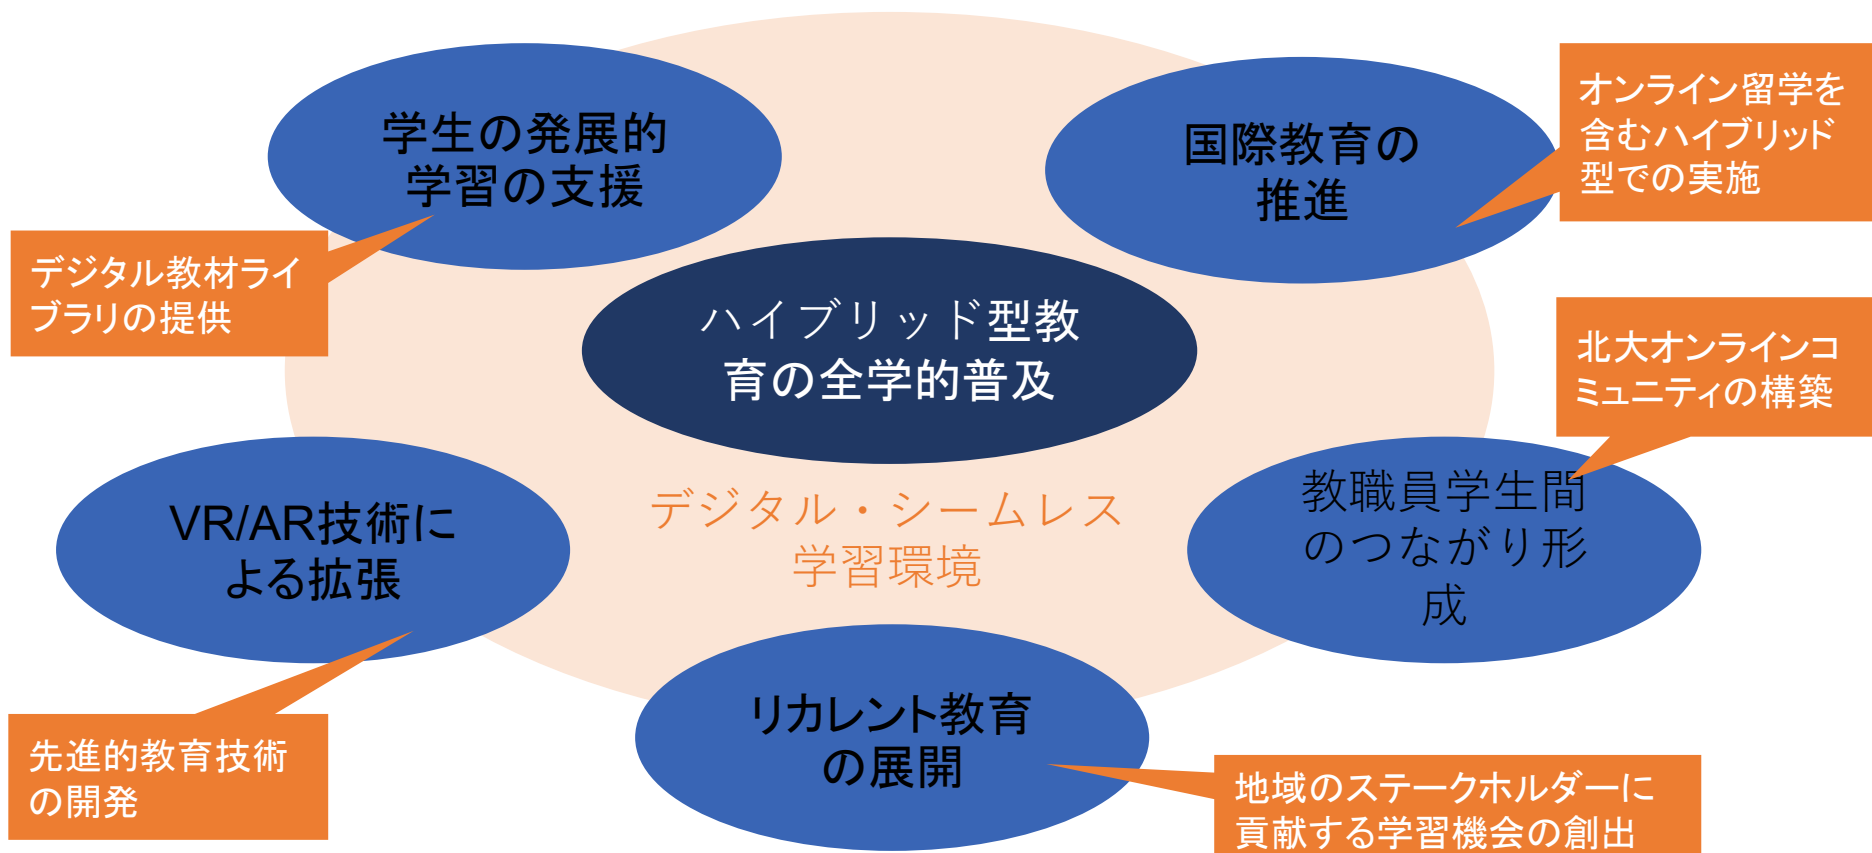 学生の発展的
学習の支援
国際教育の
推進
オンライン留学を
含むハイブリッド
型での実施
デジタル教材ライ
ブラリの提供
ハイブリッド型教
育の全学的普及
北大オンラインコ
ミュニティの構築
デジタル・シームレス
学習環境
VR/AR技術に
よる拡張
教職員学生間
のつながり形
成
リカレント教育
の展開
先進的教育技術
の開発
地域のステークホルダーに
貢献する学習機会の創出